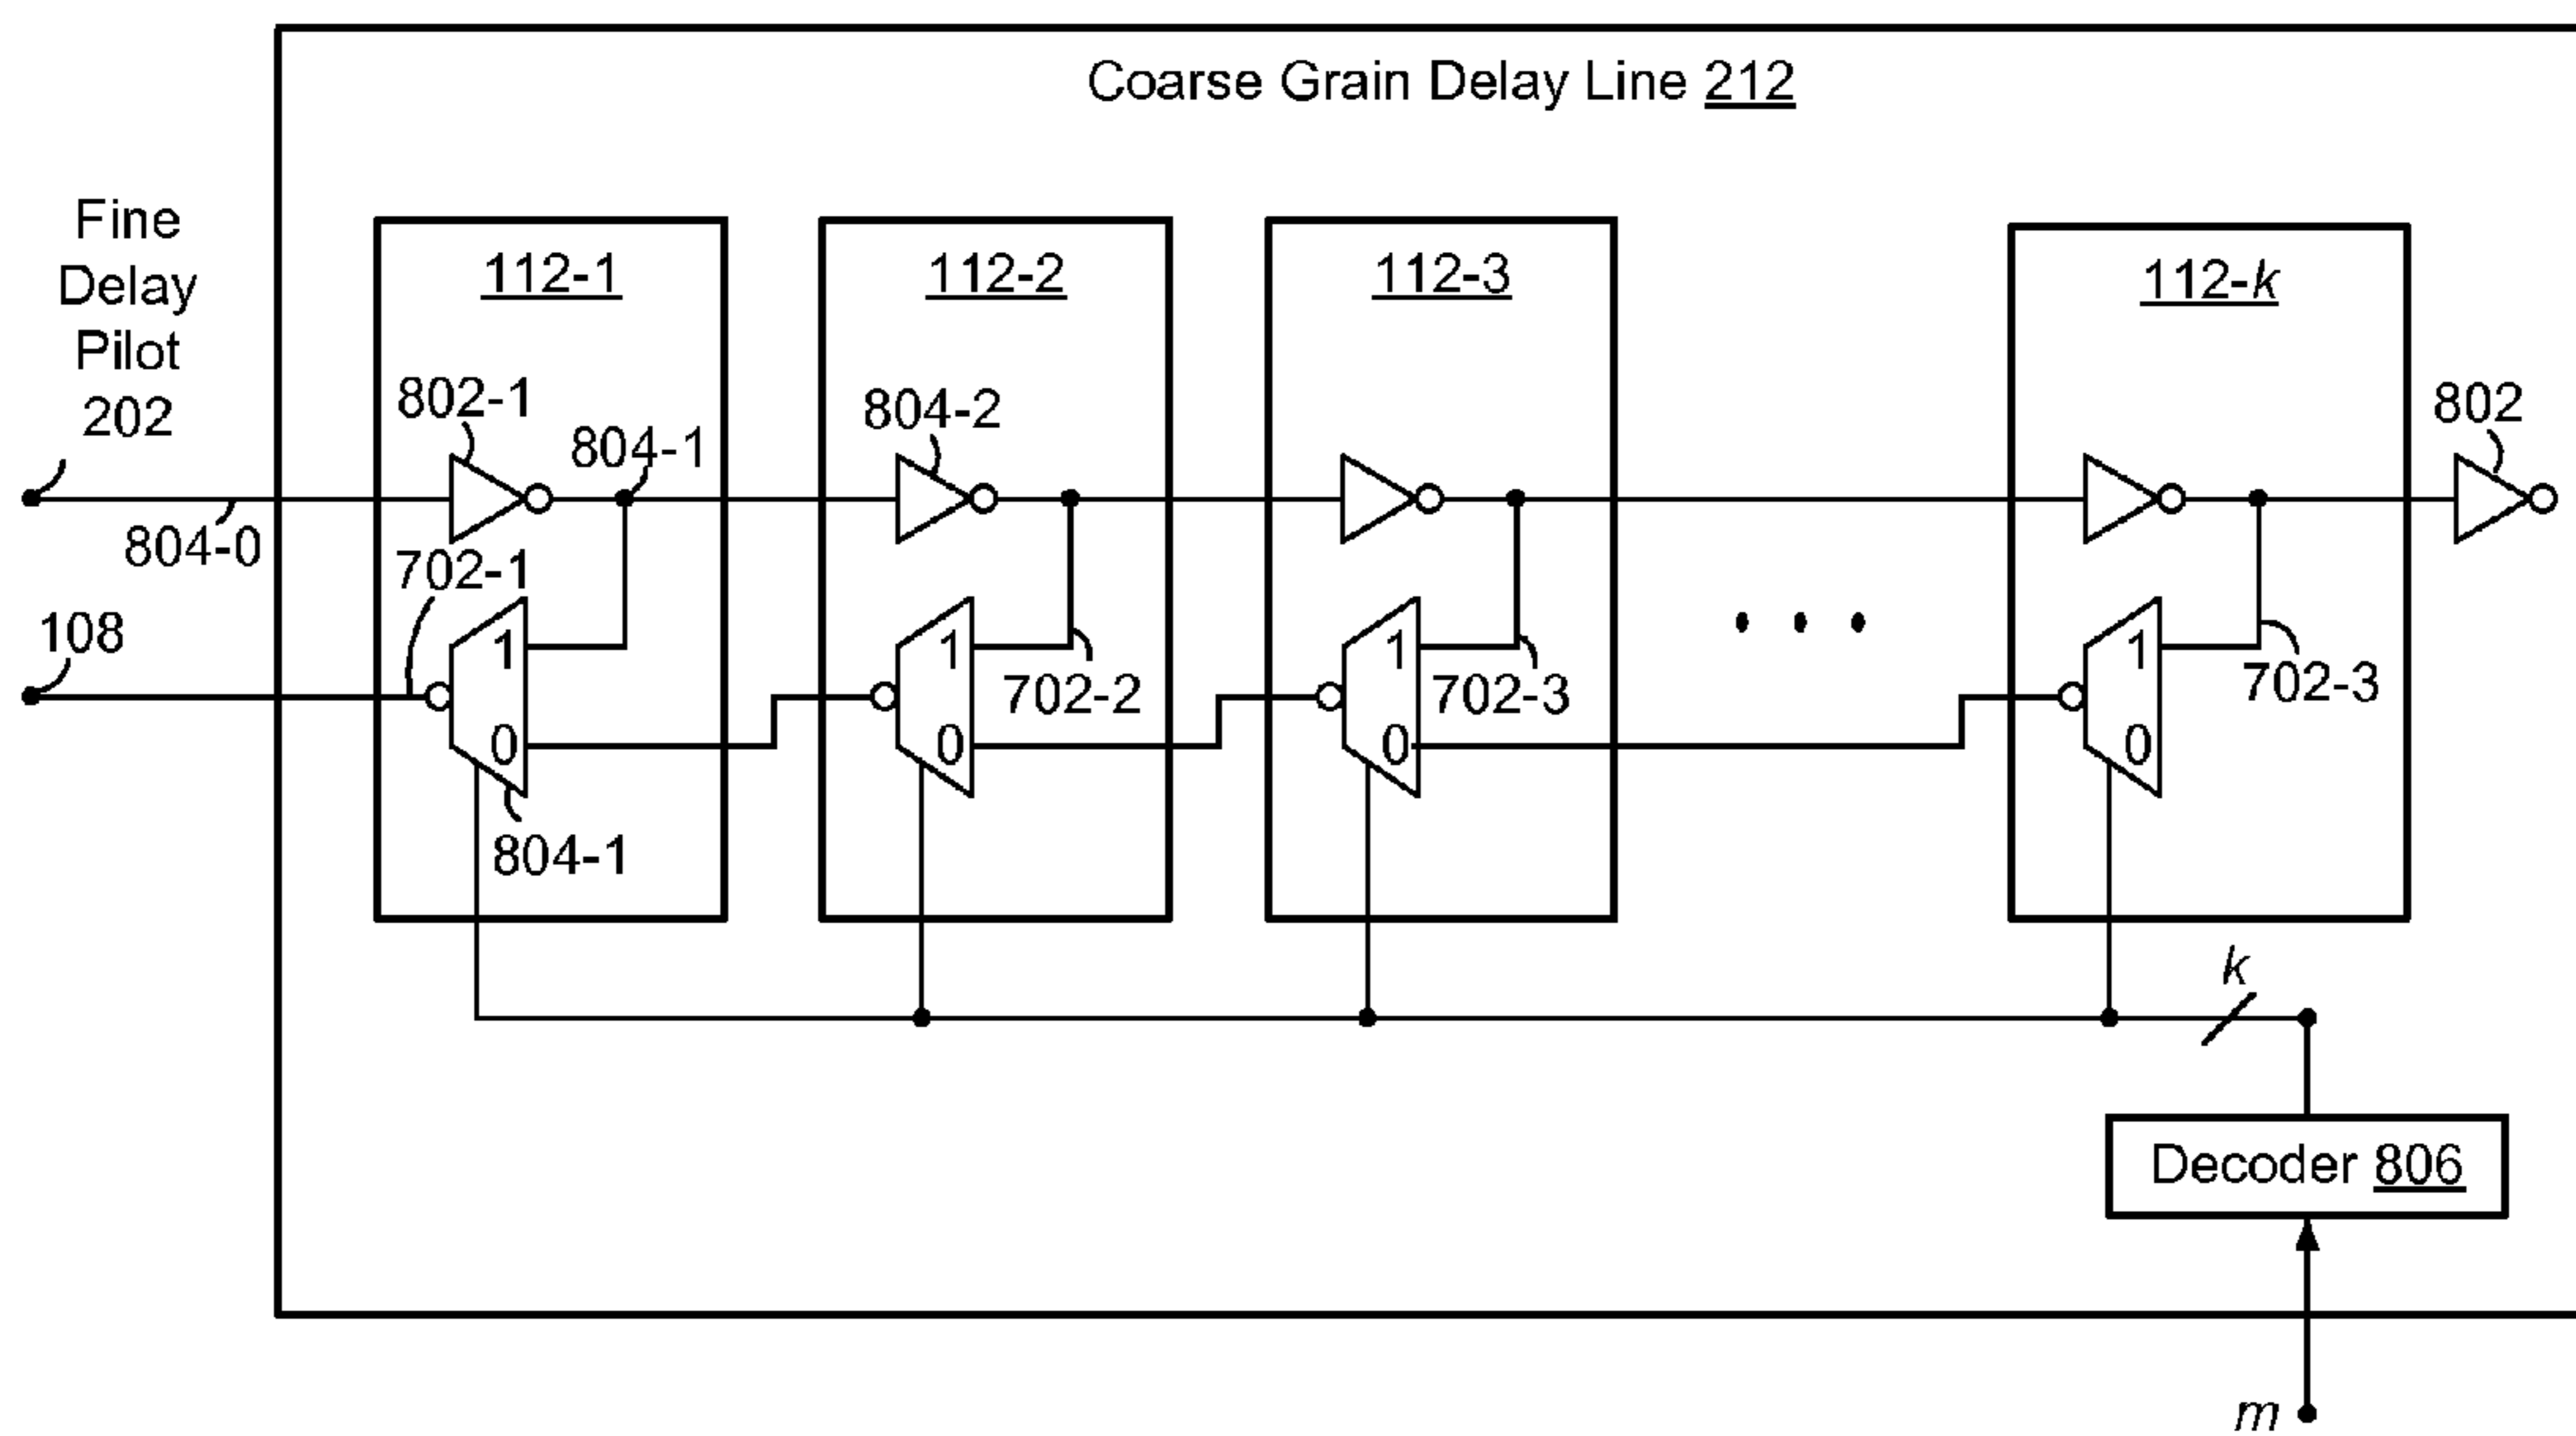 Coarse Grain Delay Line 212
Fine
Delay
Pilot
202
112-1
112-2
112-3
112-k
802-1
804-1
804-2
802
804-0
702-1
108
1
1
1
1
702-2
702-3
702-3
0
0
0
0
804-1
k
Decoder 806
m